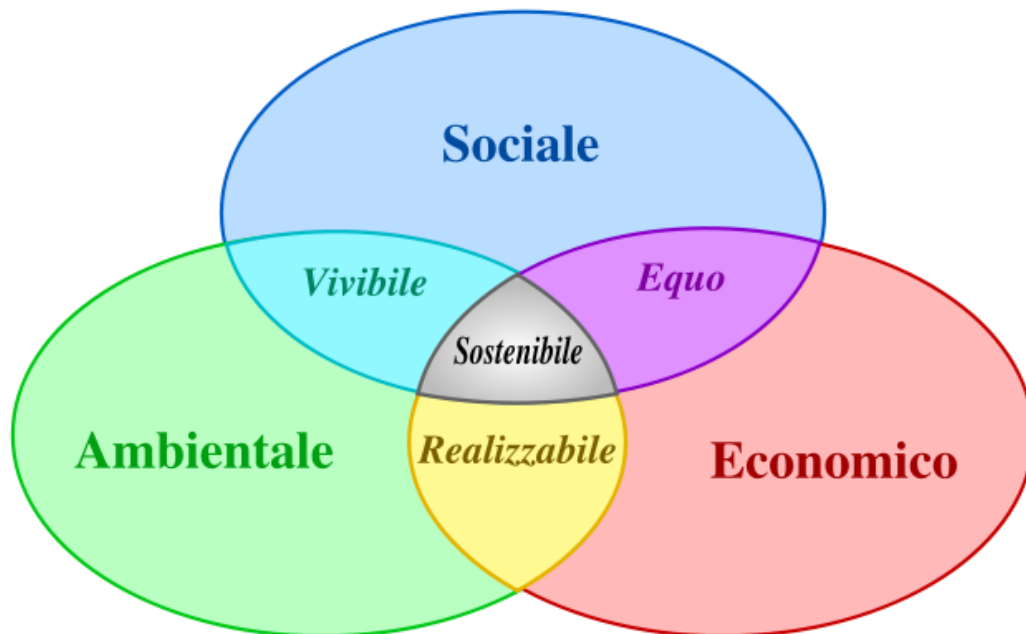 Sociale
Vivibile
Equo
Sostenibile
Ambientale
Realizzabile
Economico